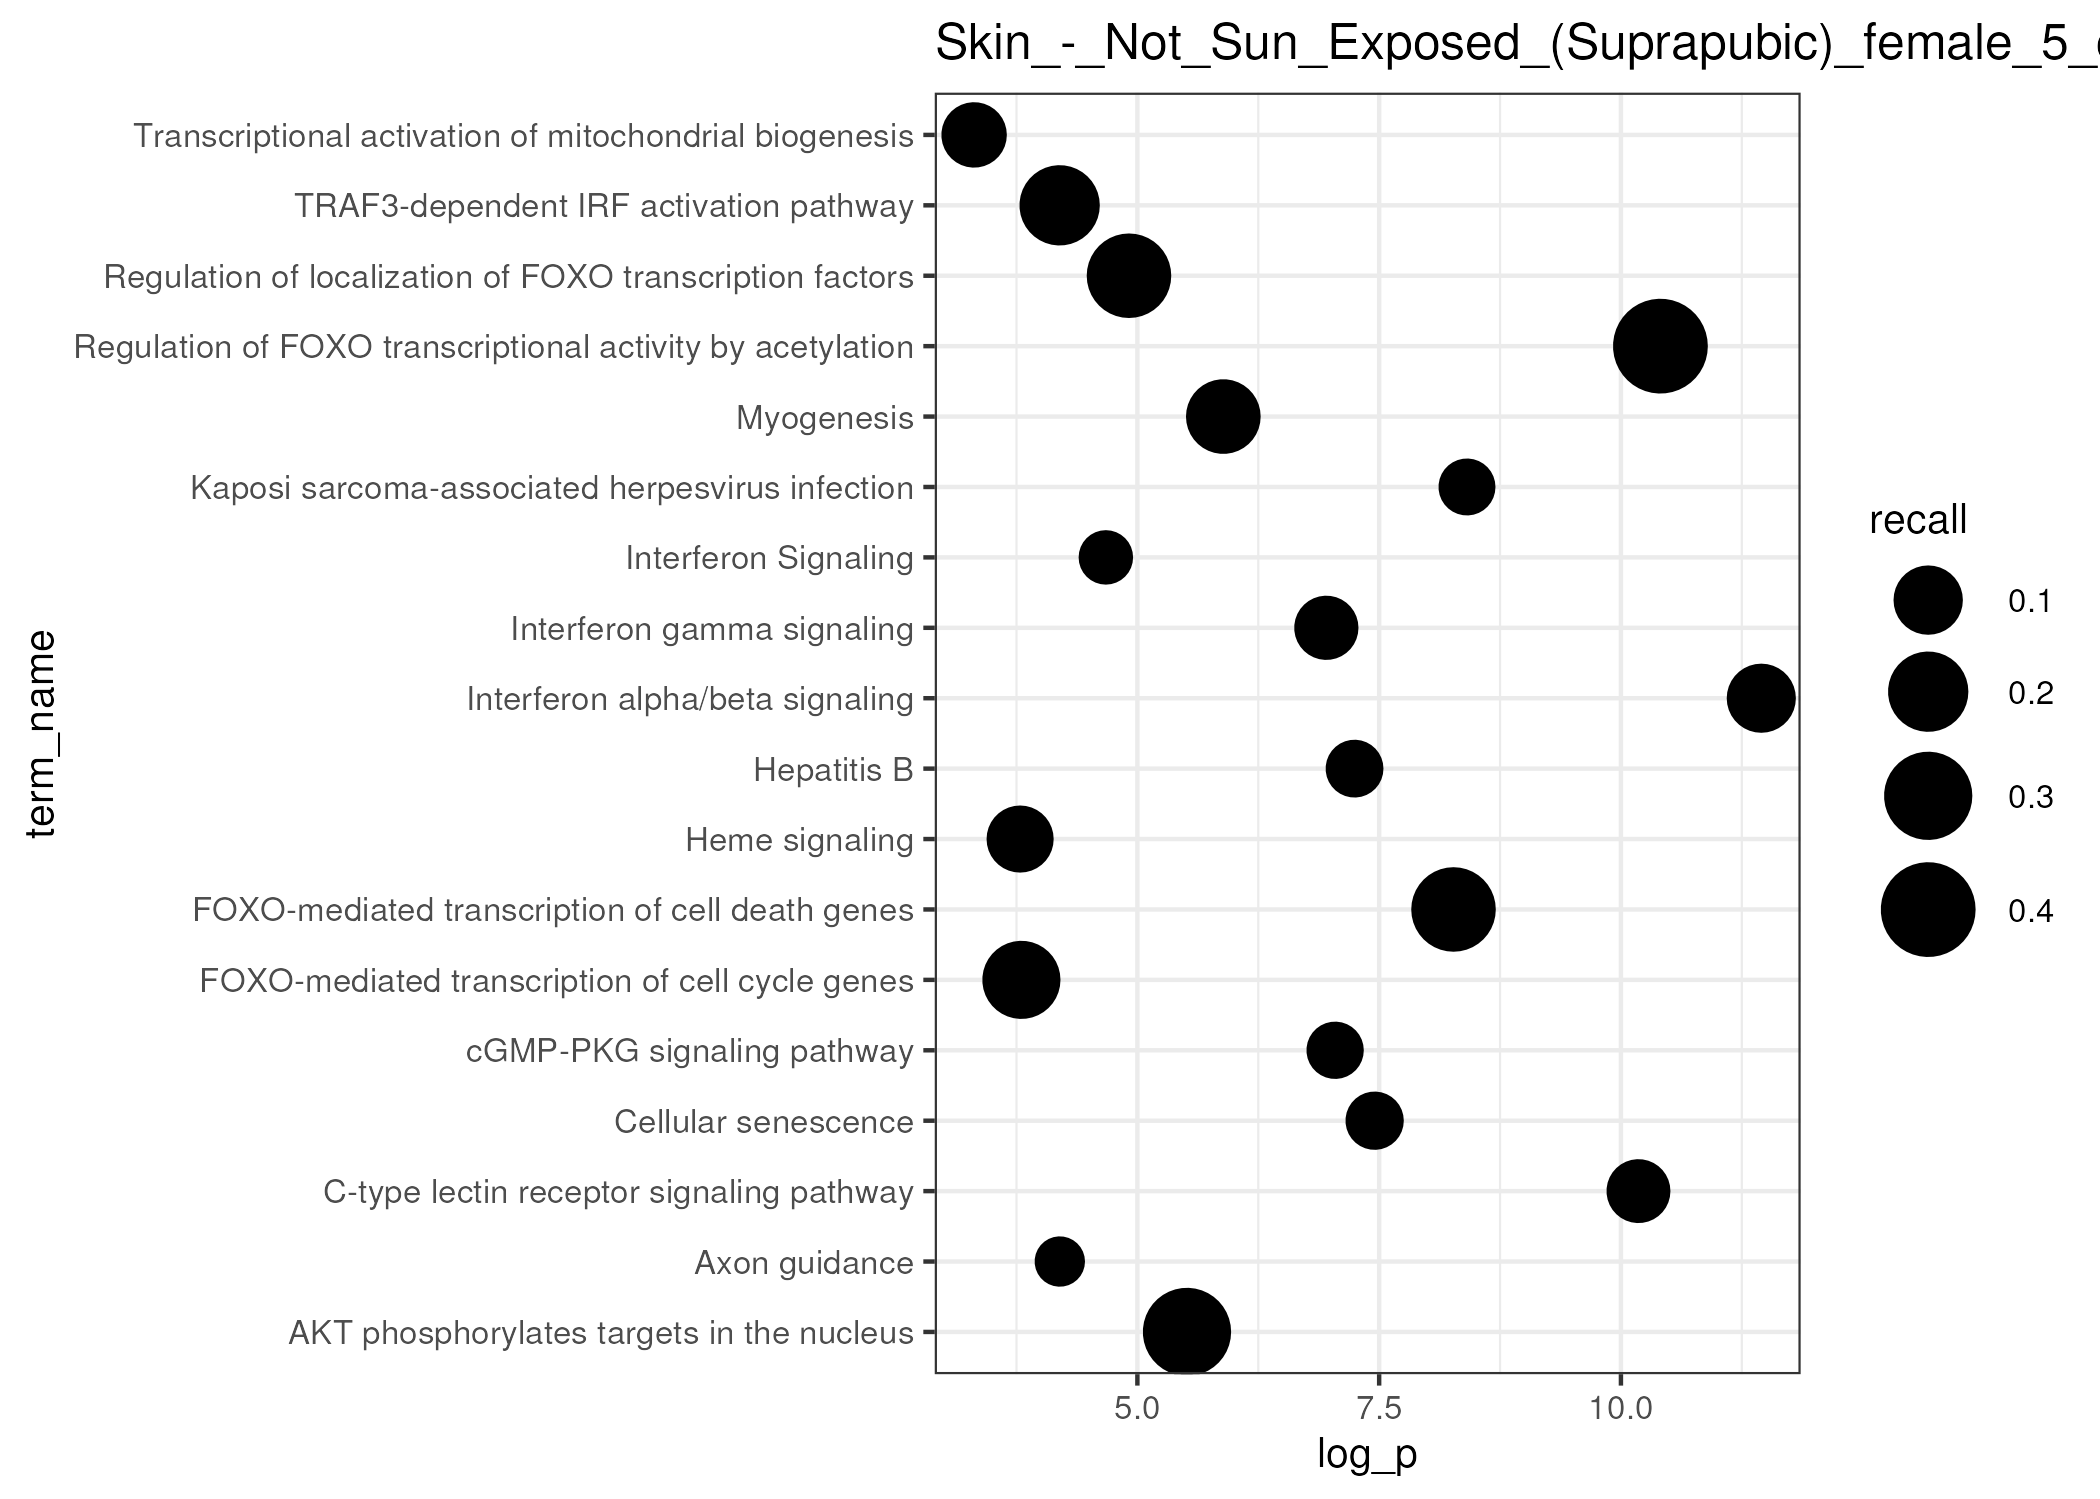 Skin_-_Not_Sun_Exposed_(Suprapubic)_female_5_
term_name
Transcriptional activation of mitochondrial biogenesis
TRAF3-dependent IRF activation pathway
Regulation of localization of FOXO transcription factors
Regulation of FOXO transcriptional activity by acetylation
Myogenesis
Kaposi sarcoma-associated herpesvirus infection
Interferon Signaling
Interferon gamma signaling
Interferon alpha/beta signaling
Hepatitis B
Heme signaling
FOXO-mediated transcription of cell death genes
FOXO-mediated transcription of cell cycle genes
cGMP-PKG signaling pathway
Cellular senescence
C-type lectin receptor signaling pathway
Axon guidance
AKT phosphorylates targets in the nucleus
5.0 7.5 10.0
log_p
recall
0.1
0.2
0.3
0.4